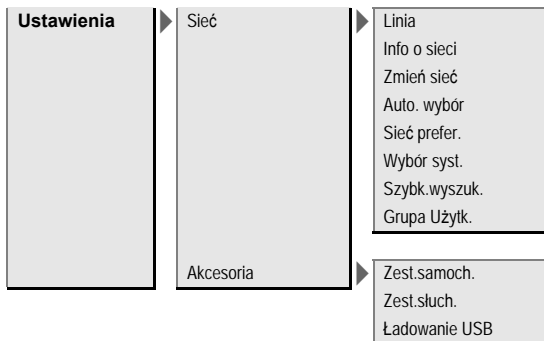 Ustawienia
Sieć
Linia
Info o sieci
Zmień sieć
Auto. wybór
Sieć prefer.
Wybór syst.
Szybk.wyszuk.
Grupa Użytk.
Akcesoria
Zest.samoch.
Zest.słuch.
Ładowanie USB